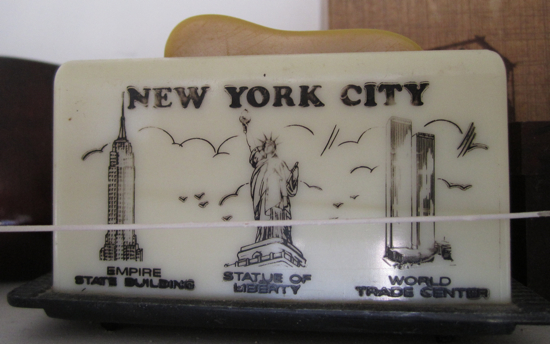 NEW YORK CITY
EMPIRE
STATE BUILDING
STATUE OF
LIBERTY
WORLD
TRADE CENTER